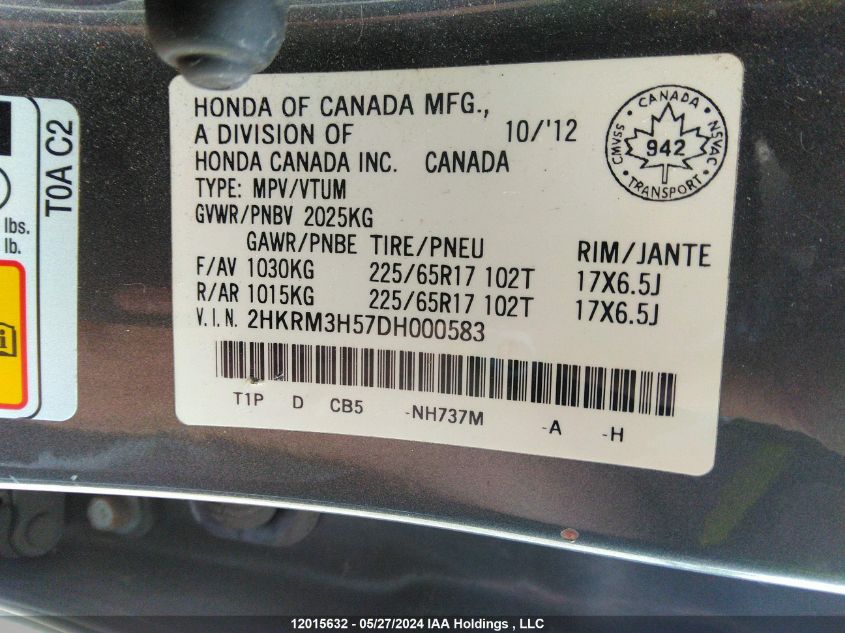 HONDA OF CANADA MFG.,
A DIVISION OF 10/'12
HONDA CANADA INC. CANADA
TYPE: MPV/VTUM
GVWR/PNBV 2025KG
GAWR/PNBE TIRE/PNEU RIM/JANTE
F/AV 1030KG 225/65R17 102T 17X6.5J
R/AR 1015KG 225/65R17 102T 17X6.5J
V.I.N. 2HKRM3H57DH000583
T1P D CB5 -NH737M -A -H
CANADA
CMVSS 942 NSVAC
TRANSPORT
T0A C2
lbs.
lb.
12015632 - 05/27/2024 IAA Holdings , LLC